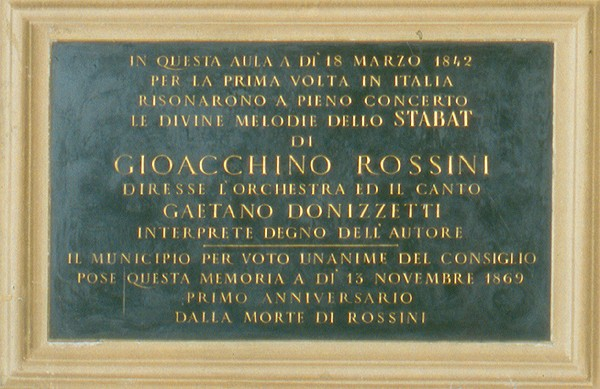 IN QUESTA AULA A DÌ 18 MARZO 1842
PER LA PRIMA VOLTA IN ITALIA
RISONARONO A PIENO CONCERTO
LE DIVINE MELODIE DELLO STABAT
DI
GIOACCHINO ROSSINI
DIRESSE L'ORCHESTRA ED IL CANTO
GAETANO DONIZZETTI
INTERPRETE DEGNO DELL'AUTORE
IL MUNICIPIO PER VOTO UNANIME DEL CONSIGLIO
POSE QUESTA MEMORIA A DÌ 13 NOVEMBRE 1869
PRIMO ANNIVERSARIO
DALLA MORTE DI ROSSINI